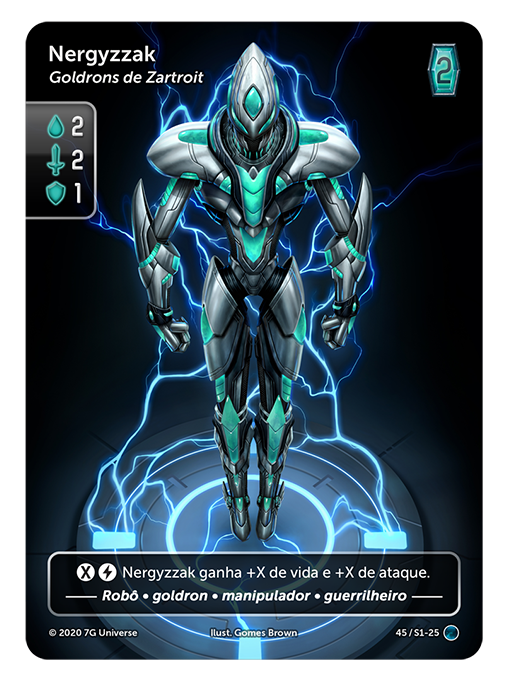 Nergyzzak
Goldrons de Zartroit
2
2
2
1
X Nergyzzak ganha +X de vida e +X de ataque.
Robô • goldron • manipulador • guerrilheiro
© 2020 7G Universe Ilust. Gomes Brown 45 / S1-25